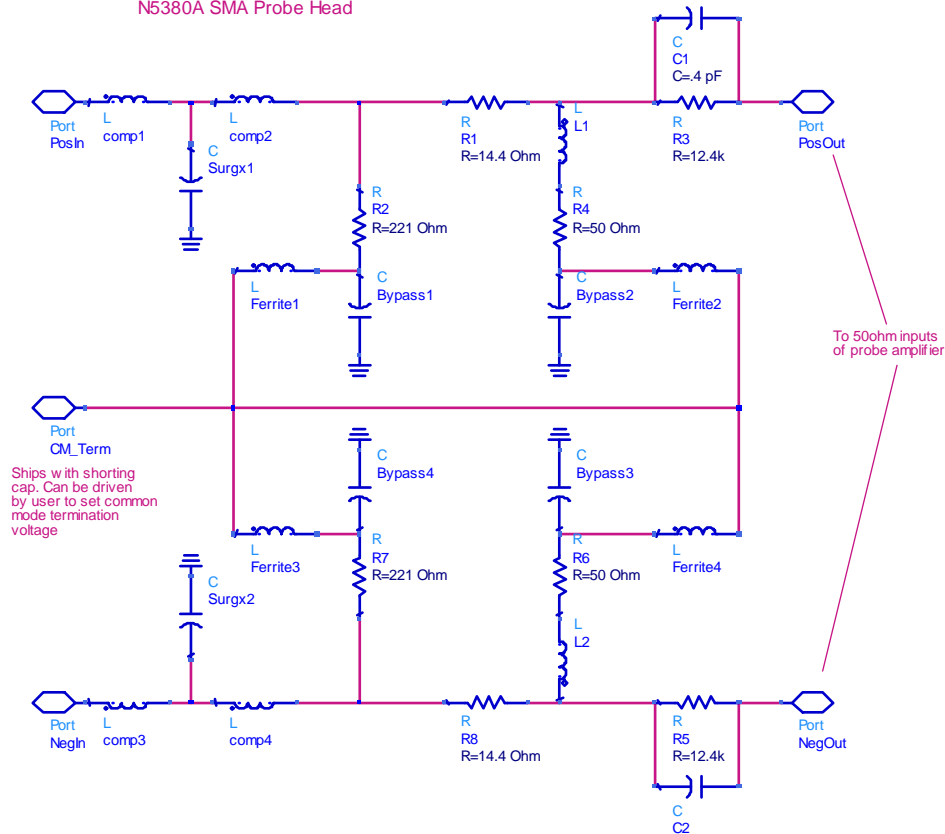 N5380A SMA Probe Head
C
C1
C=.4 pF
Port
PosIn
L
comp1
L
comp2
R
R1
R=14.4 Ohm
L
L1
R
R3
R=12.4k
Port
PosOut
C
Surgx1
R
R2
R=221 Ohm
R
R4
R=50 Ohm
L
Ferrite1
C
Bypass1
C
Bypass2
L
Ferrite2
To 50ohm inputs
of probe amplifier
Port
CM_Term
Ships with shorting
cap. Can be driven
by user to set common
mode termination
voltage
C
Bypass4
C
Bypass3
L
Ferrite3
R
R7
R=221 Ohm
R
R6
R=50 Ohm
L
Ferrite4
C
Surgx2
L
L2
Port
NegIn
L
comp3
L
comp4
R
R8
R=14.4 Ohm
R
R5
R=12.4k
Port
NegOut
C
C2